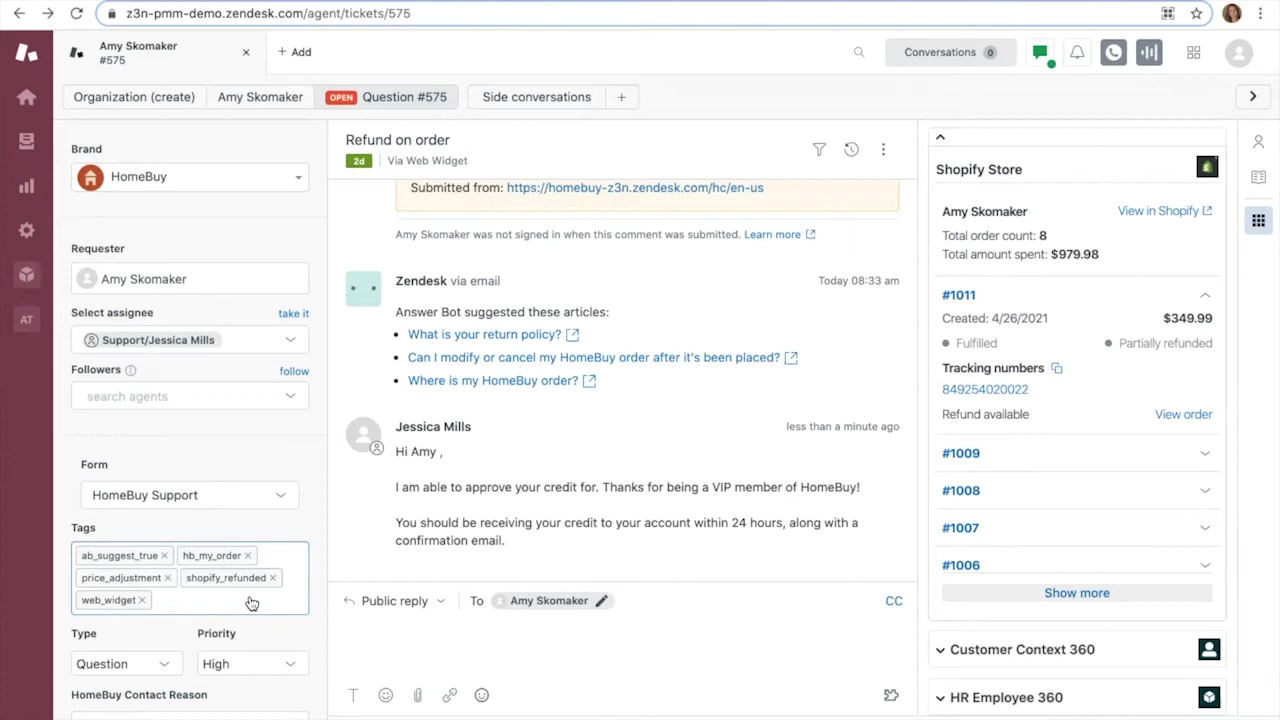 z3n-pmm-demo.zendesk.com/agent/tickets/575
Amy Skomaker
#575
+ Add
Conversations 0
Organization (create)
Amy Skomaker
OPEN Question #575
Side conversations
+
Brand
HomeBuy
Requester
Amy Skomaker
Select assignee
take it
Support/Jessica Mills
Followers
follow
search agents
Form
HomeBuy Support
Tags
ab_suggest_true
hb_my_order
price_adjustment
shopify_refunded
web_widget
Type
Priority
Question
High
HomeBuy Contact Reason
AT
Refund on order
2d Via Web Widget
Submitted from: https://homebuy-z3n.zendesk.com/hc/en-us
Amy Skomaker was not signed in when this comment was submitted. Learn more
Zendesk via email
Today 08:33 am
Answer Bot suggested these articles:
• What is your return policy?
• Can I modify or cancel my HomeBuy order after it's been placed?
• Where is my HomeBuy order?
Jessica Mills
less than a minute ago
Hi Amy ,
I am able to approve your credit for. Thanks for being a VIP member of HomeBuy!
You should be receiving your credit to your account within 24 hours, along with a
confirmation email.
Public reply
To
Amy Skomaker
CC
Shopify Store
Amy Skomaker
View in Shopify
Total order count: 8
Total amount spent: $979.98
#1011
Created: 4/26/2021
$349.99
Fulfilled
Partially refunded
Tracking numbers
849254020022
Refund available
View order
#1009
#1008
#1007
#1006
Show more
Customer Context 360
HR Employee 360